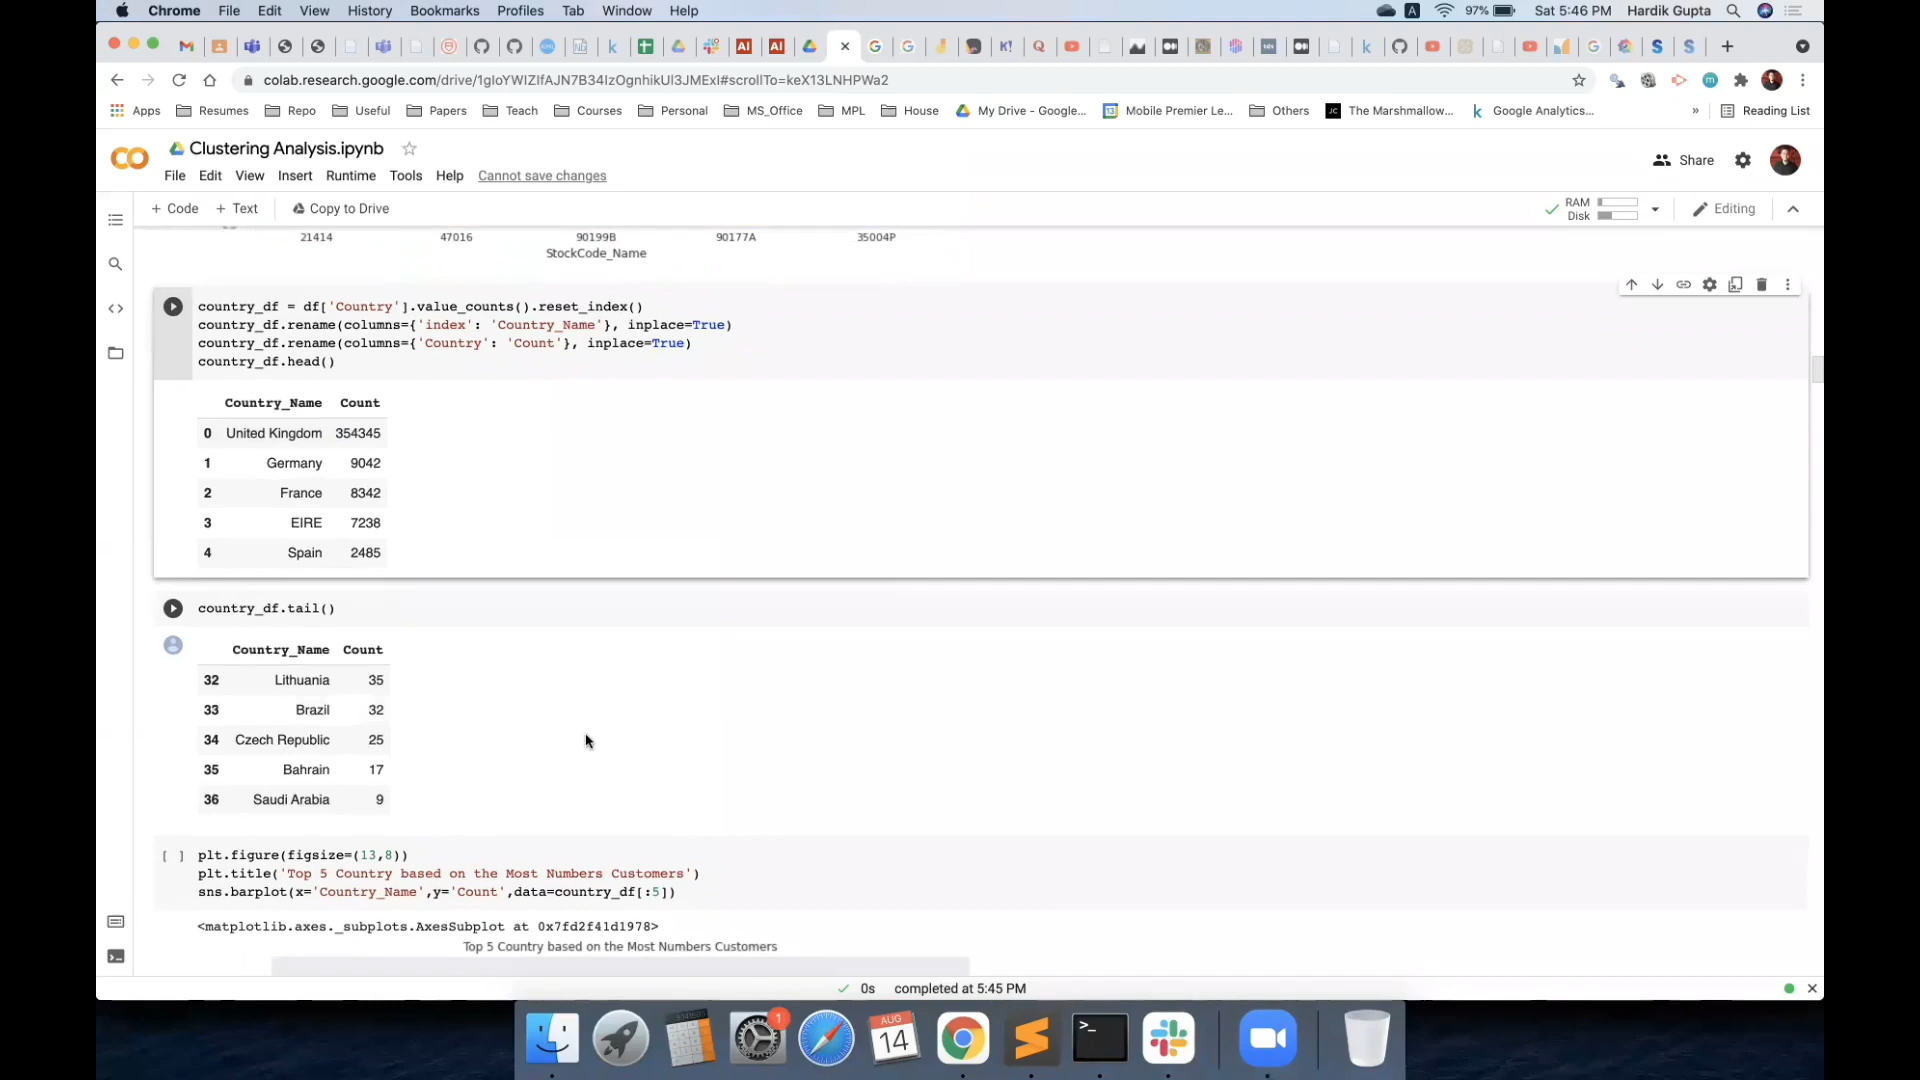 Chrome File Edit View History Bookmarks Profiles Tab Window Help
A 97% Sat 5:46 PM Hardik Gupta
colab.research.google.com/drive/1gIoYWIZIfAJN7B34IzOgnhikUl3JMExI#scrollTo=keX13LNHPWa2
Apps Resumes Repo Useful Papers Teach Courses Personal MS_Office MPL House My Drive - Google... Mobile Premier Le... Others The Marshmallow... Google Analytics... » Reading List
Clustering Analysis.ipynb
File Edit View Insert Runtime Tools Help Cannot save changes
Share
+ Code + Text Copy to Drive
RAM
Disk
Editing
21414 47016 90199B 90177A 35004P
StockCode_Name
country_df = df['Country'].value_counts().reset_index()
country_df.rename(columns={'index': 'Country_Name'}, inplace=True)
country_df.rename(columns={'Country': 'Count'}, inplace=True)
country_df.head()
Country_Name Count
0 United Kingdom 354345
1 Germany 9042
2 France 8342
3 EIRE 7238
4 Spain 2485
country_df.tail()
Country_Name Count
32 Lithuania 35
33 Brazil 32
34 Czech Republic 25
35 Bahrain 17
36 Saudi Arabia 9
[ ] plt.figure(figsize=(13,8))
plt.title('Top 5 Country based on the Most Numbers Customers')
sns.barplot(x='Country_Name',y='Count',data=country_df[:5])
<matplotlib.axes._subplots.AxesSubplot at 0x7fd2f41d1978>
Top 5 Country based on the Most Numbers Customers
0s completed at 5:45 PM
1
AUG
14